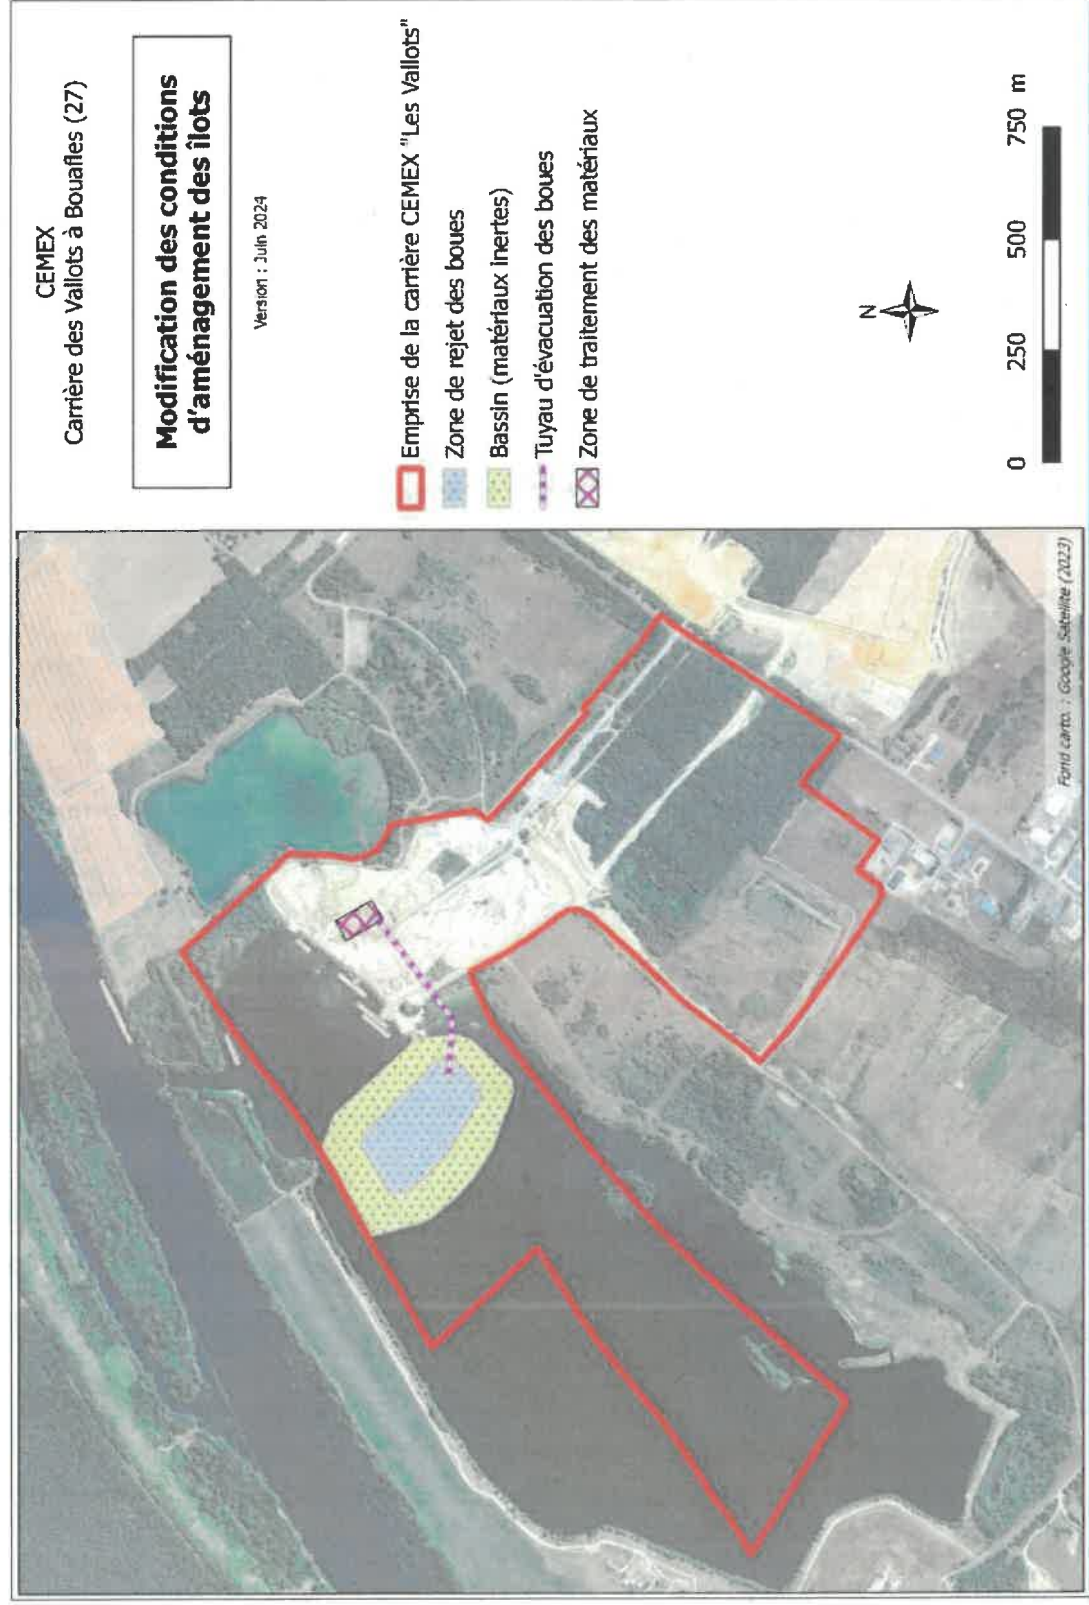 CEMEX
Carrière des Vallots à Bouafles (27)
Modification des conditions
d'aménagement des îlots
Version : Juin 2024
Emprise de la carrière CEMEX "Les Vallots"
Zone de rejet des boues
Bassin (matériaux inertes)
Tuyau d'évacuation des boues
Zone de traitement des matériaux
N
0 250 500 750 m
Fond carto. : Google Satellite (2023)